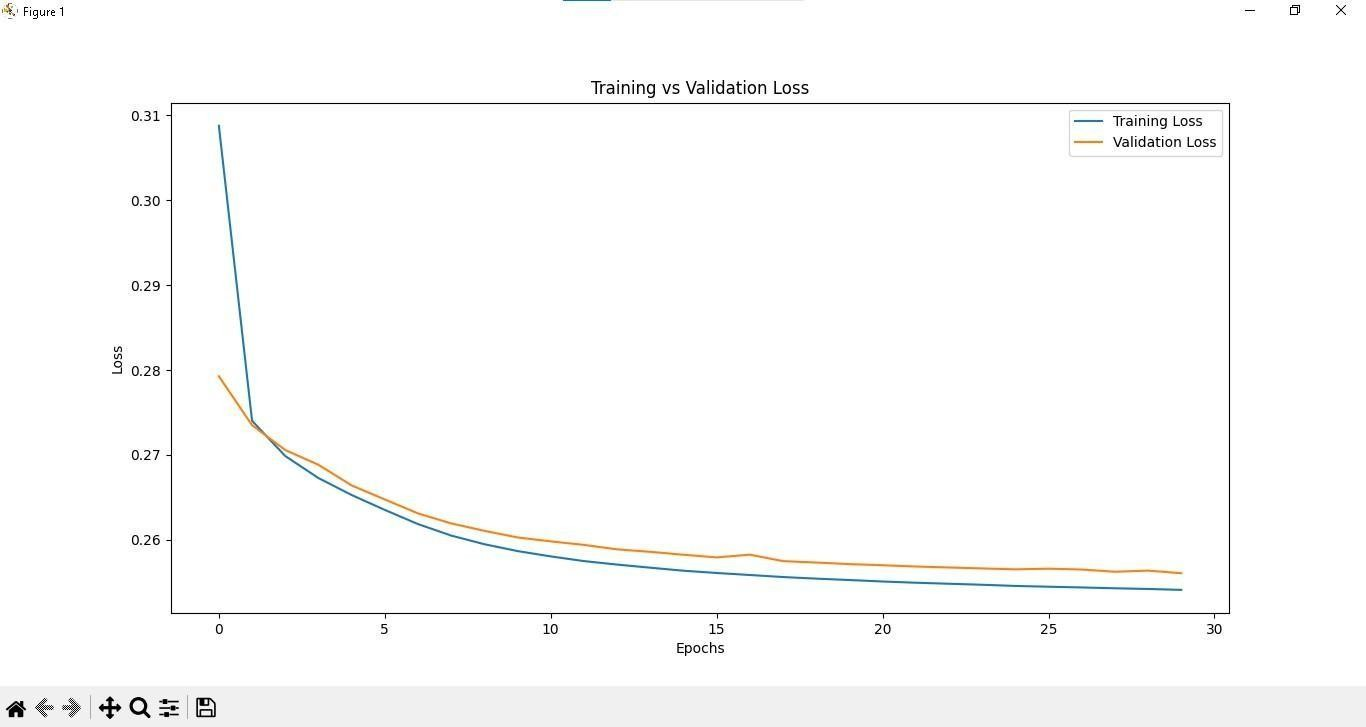 Figure 1
Training vs Validation Loss
Training Loss
Validation Loss
0.31
0.30
0.29
0.28
0.27
0.26
Loss
0 5 10 15 20 25 30
Epochs